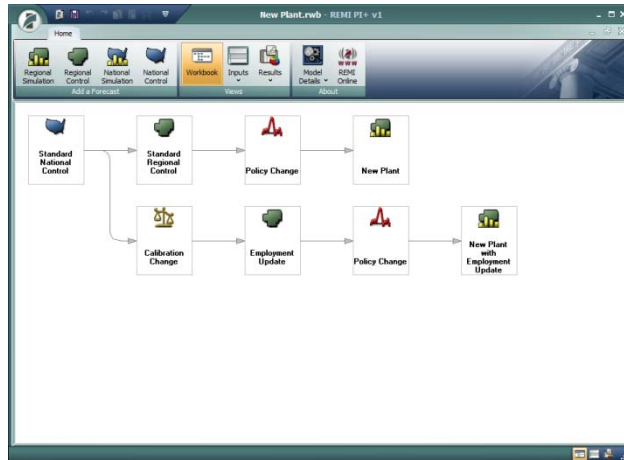 New Plant.rwb - REMI PI+ v1
Home
Regional Simulation
Regional Control
National Simulation
National Control
Workbook
Inputs
Results
Model Details
REMI Online
Add a Forecast
Views
About
Standard
National
Control
Standard
Regional
Control
Policy Change
New Plant
Calibration
Change
Employment
Update
Policy Change
New Plant
with
Employment
Update